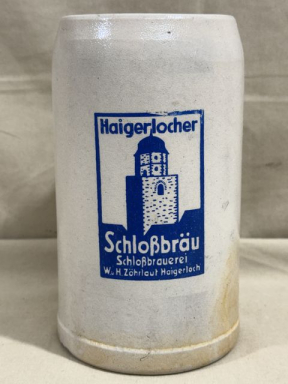 Haigerlocher
Schloßbräu
Schloßbrauerei
W. u. H. Zöhrlaut Haigerloch